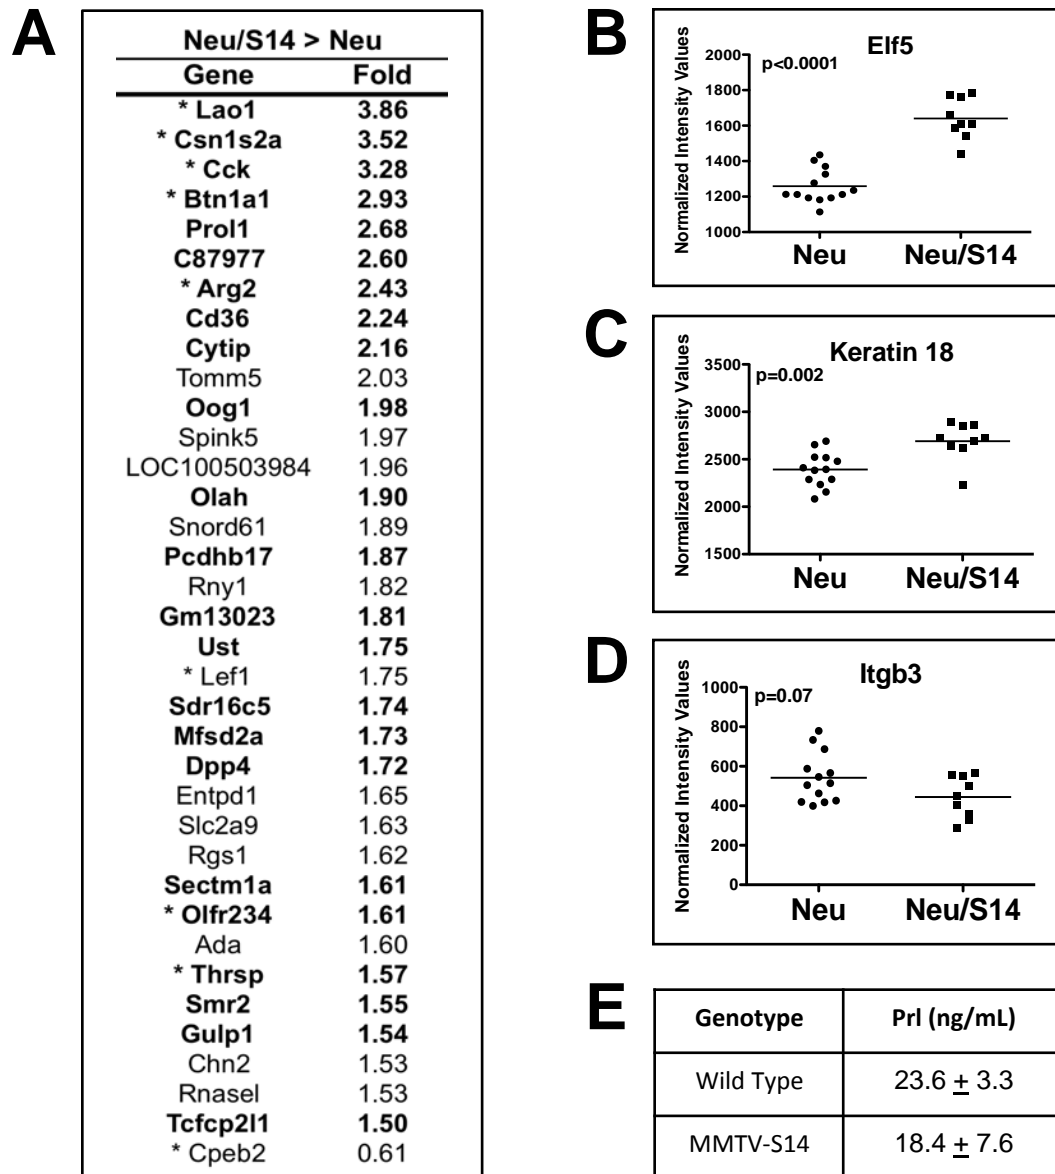 A
Neu/S14 > Neu
Gene Fold
* Lao1 3.86
* Csn1s2a 3.52
* Cck 3.28
* Btn1a1 2.93
Prol1 2.68
C87977 2.60
* Arg2 2.43
Cd36 2.24
Cytip 2.16
Tomm5 2.03
Oog1 1.98
Spink5 1.97
LOC100503984 1.96
Olah 1.90
Snord61 1.89
Pcdhb17 1.87
Rny1 1.82
Gm13023 1.81
Ust 1.75
* Lef1 1.75
Sdr16c5 1.74
Mfsd2a 1.73
Dpp4 1.72
Entpd1 1.65
Slc2a9 1.63
Rgs1 1.62
Sectm1a 1.61
* Olfr234 1.61
Ada 1.60
* Thrsp 1.57
Smr2 1.55
Gulp1 1.54
Chn2 1.53
Rnasel 1.53
Tcfcp2l1 1.50
* Cpeb2 0.61
B
Elf5
p<0.0001
Normalized Intensity Values
2000
1800
1600
1400
1200
1000
Neu Neu/S14
C
Keratin 18
p=0.002
Normalized Intensity Values
3500
3000
2500
2000
1500
Neu Neu/S14
D
Itgb3
p=0.07
Normalized Intensity Values
1000
800
600
400
200
0
Neu Neu/S14
E
Genotype Prl (ng/mL)
Wild Type 23.6 ± 3.3
MMTV-S14 18.4 ± 7.6